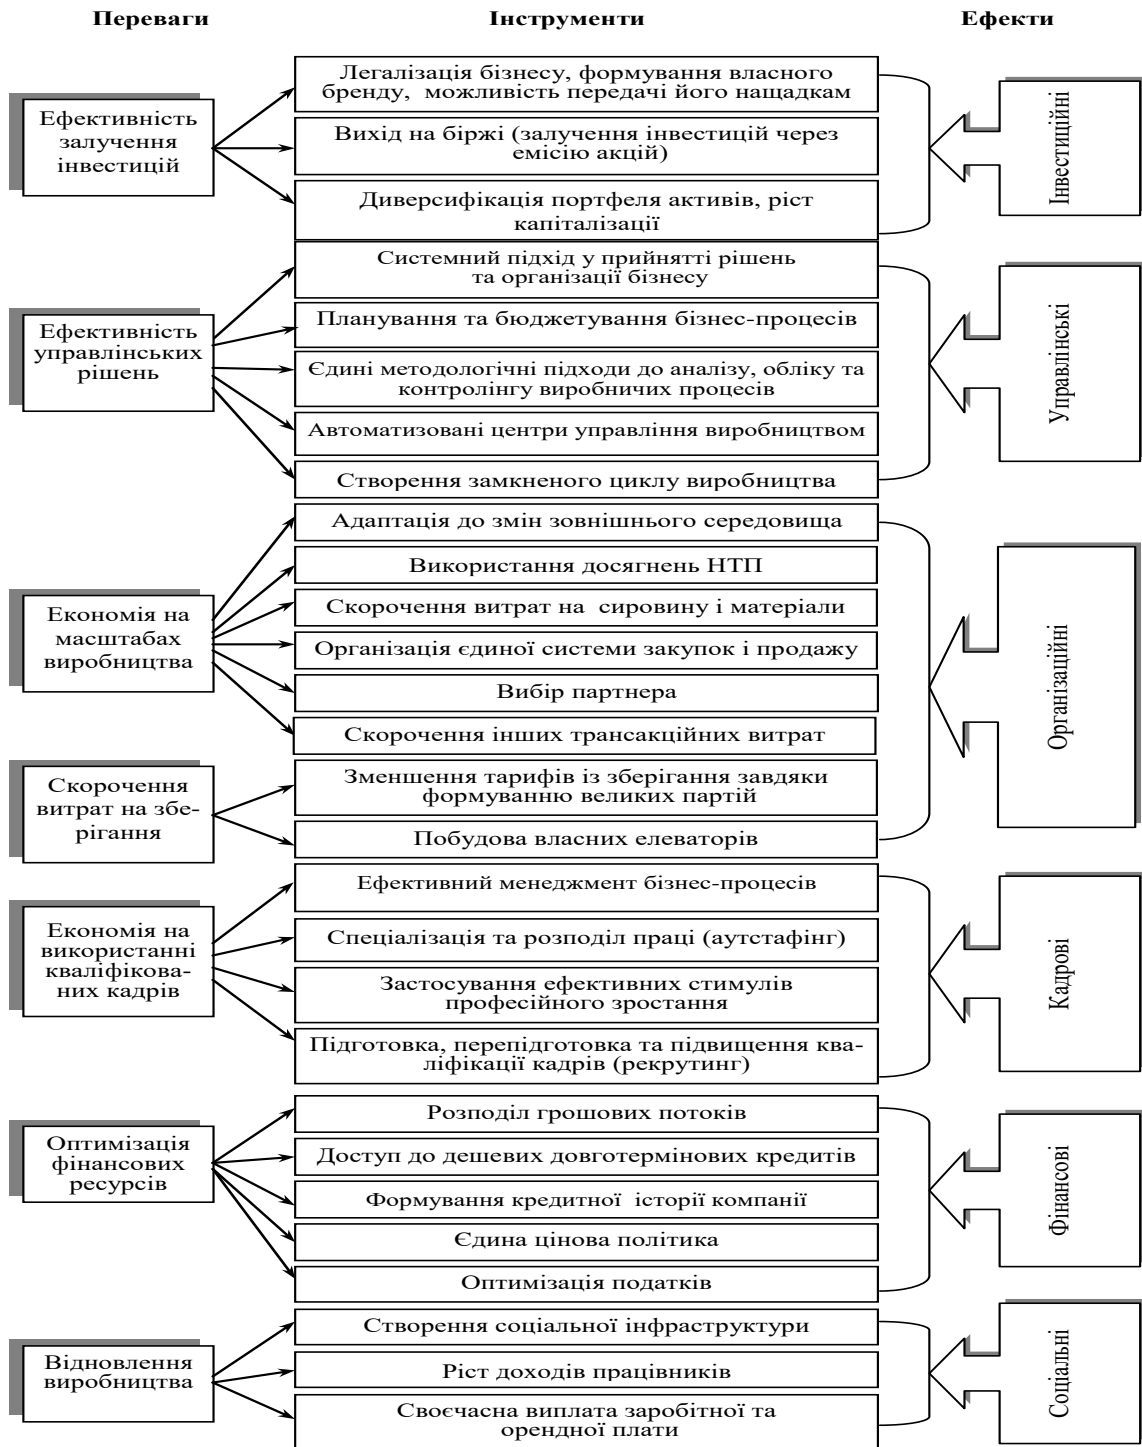 Переваги
Інструменти
Ефекти
Ефективність
залучення
інвестицій
Легалізація бізнесу, формування власного
бренду, можливість передачі його нащадкам
Вихід на біржі (залучення інвестицій через
емісію акцій)
Диверсифікація портфеля активів, ріст
капіталізації
Інвестиційні
Ефективність
управлінських
рішень
Системний підхід у прийнятті рішень
та організації бізнесу
Планування та бюджетування бізнес-процесів
Єдині методологічні підходи до аналізу, обліку та
контролінгу виробничих процесів
Автоматизовані центри управління виробництвом
Створення замкненого циклу виробництва
Управлінські
Економія на
масштабах
виробництва
Адаптація до змін зовнішнього середовища
Використання досягнень НТП
Скорочення витрат на сировину і матеріали
Організація єдиної системи закупок і продажу
Вибір партнера
Скорочення інших трансакційних витрат
Скорочення
витрат на збе-
рігання
Зменшення тарифів із зберігання завдяки
формуванню великих партій
Побудова власних елеваторів
Організаційні
Економія на
використанні
кваліфікова-
них кадрів
Ефективний менеджмент бізнес-процесів
Спеціалізація та розподіл праці (аутстафінг)
Застосування ефективних стимулів
професійного зростання
Підготовка, перепідготовка та підвищення ква-
ліфікації кадрів (рекрутинг)
Кадрові
Оптимізація
фінансових
ресурсів
Розподіл грошових потоків
Доступ до дешевих довготермінових кредитів
Формування кредитної історії компанії
Єдина цінова політика
Оптимізація податків
Фінансові
Відновлення
виробництва
Створення соціальної інфраструктури
Ріст доходів працівників
Своєчасна виплата заробітної та
орендної плати
Соціальні